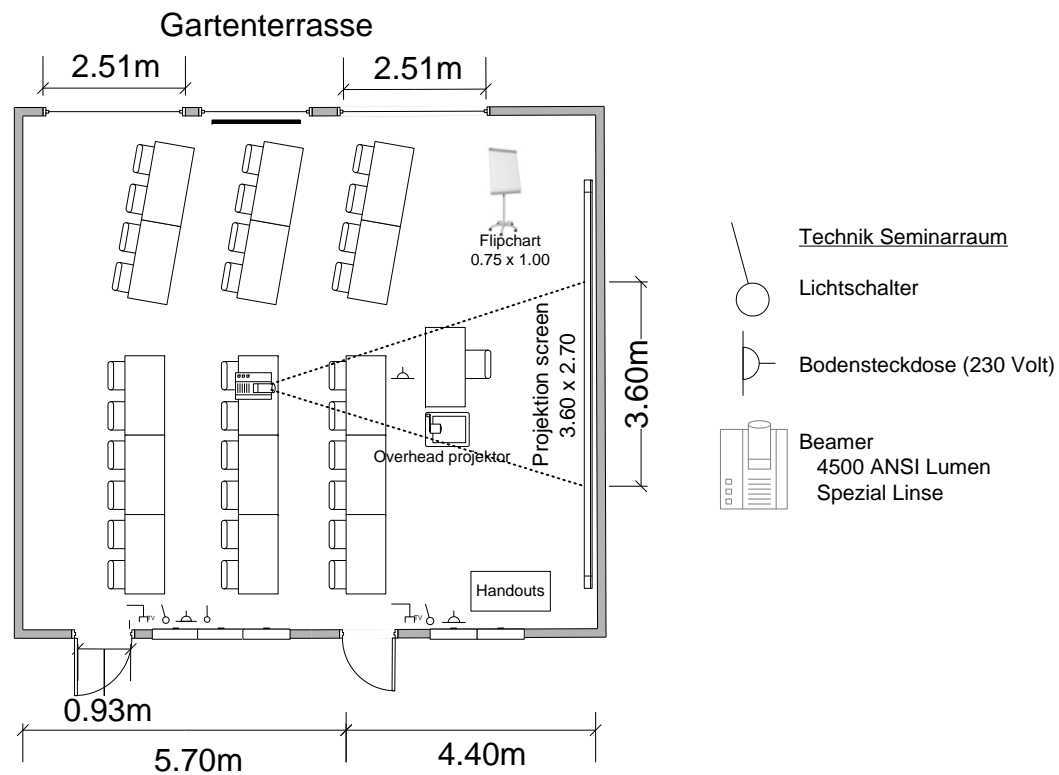 Gartenterrasse
2.51m
2.51m
Flipchart
0.75 x 1.00
Projektion screen
3.60 x 2.70
3.60m
Overhead projektor
Handouts
TV
TV
0.93m
5.70m
4.40m
Technik Seminarraum
Lichtschalter
Bodensteckdose (230 Volt)
Beamer
4500 ANSI Lumen
Spezial Linse